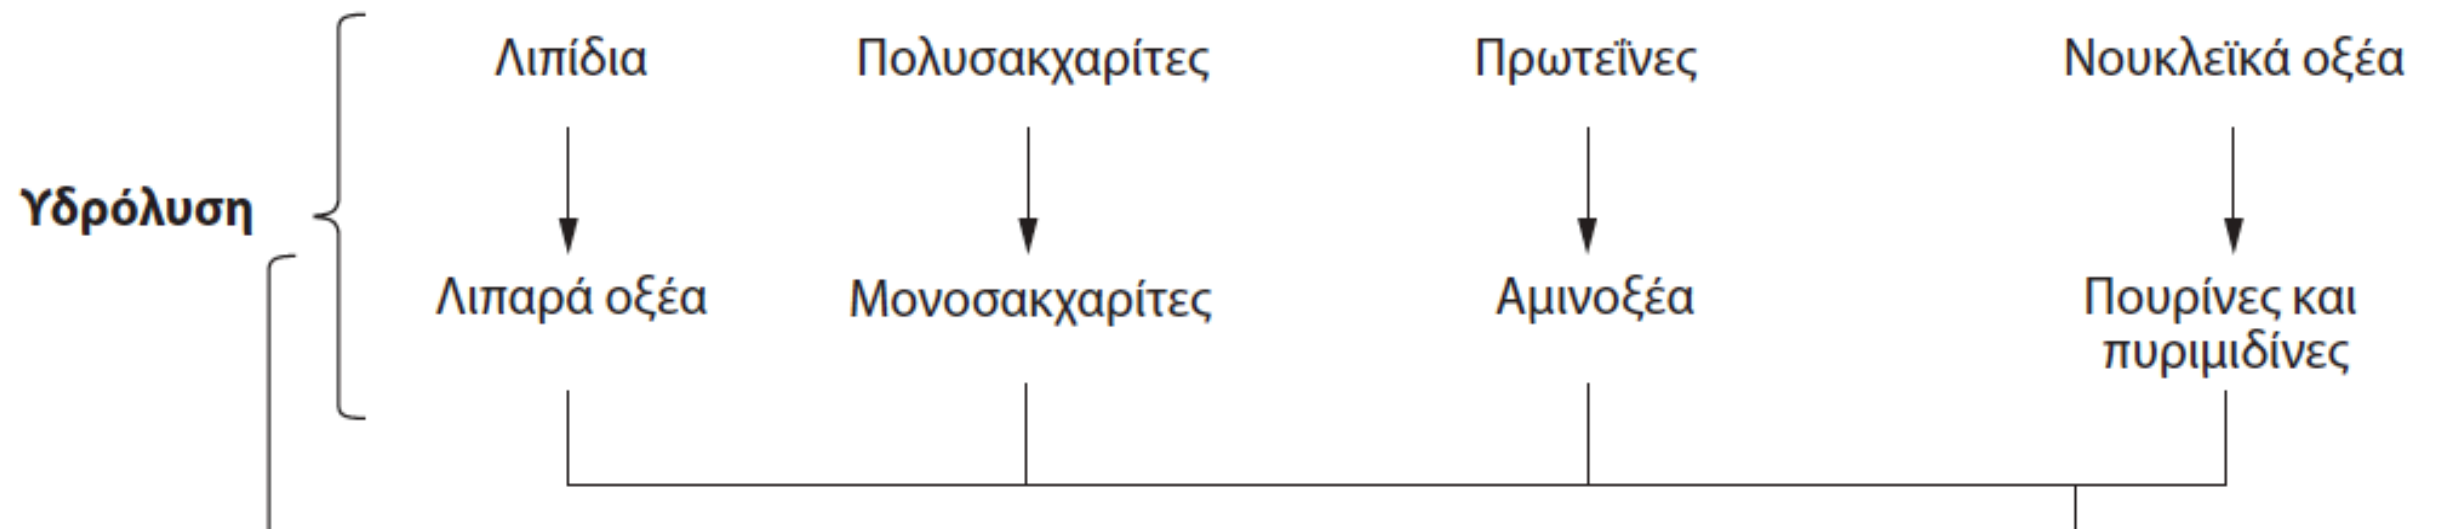 Λιπίδια
Πολυσακχαρίτες
Πρωτεΐνες
Νουκλεϊκά οξέα
Υδρόλυση
Λιπαρά οξέα
Μονοσακχαρίτες
Αμινοξέα
Πουρίνες και
πυριμιδίνες